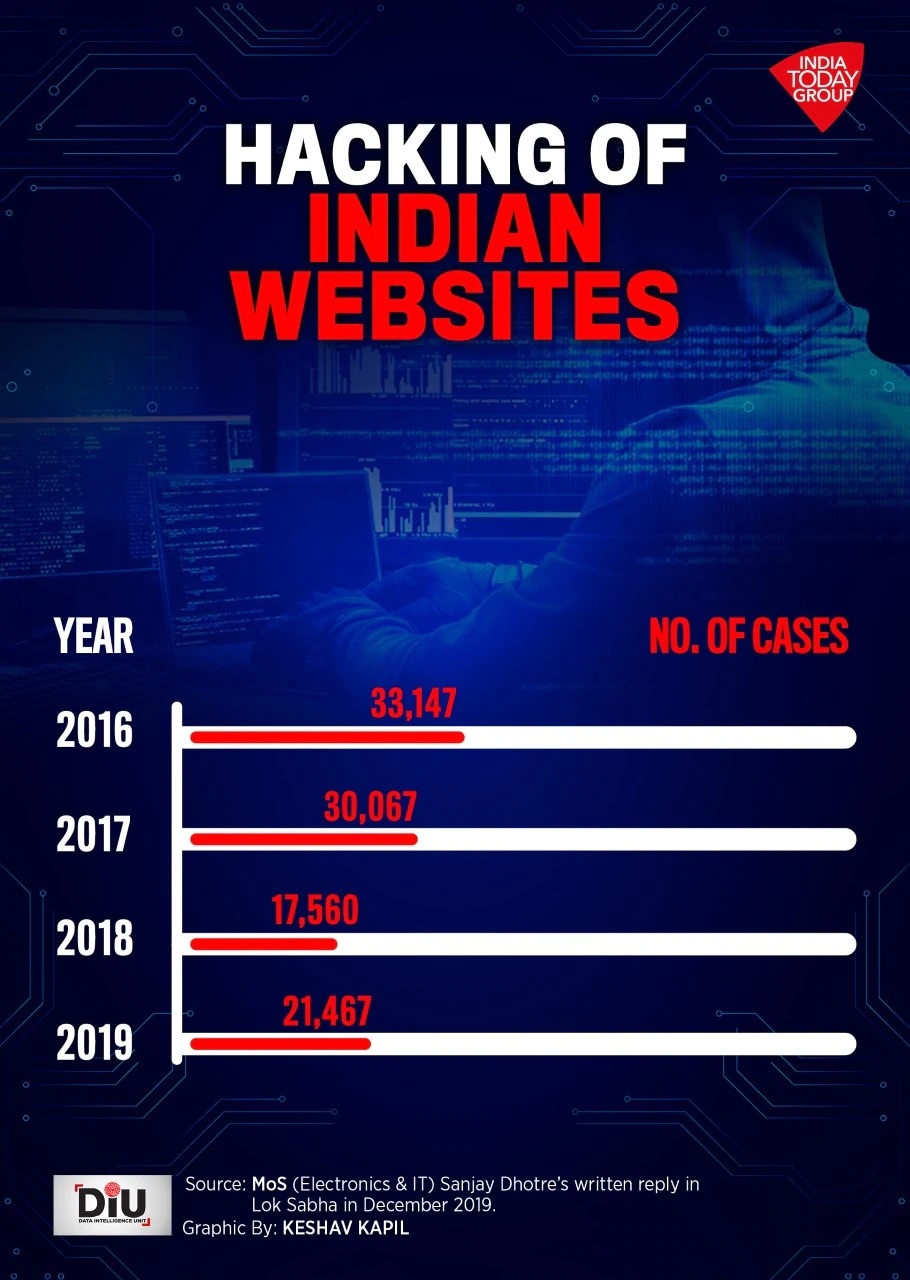 INDIA
TODAY
GROUP
HACKING OF
INDIAN
WEBSITES
YEAR
NO. OF CASES
2016
33,147
2017
30,067
2018
17,560
2019
21,467
DiU
DATA INTELLIGENCE UNIT
Source: MoS (Electronics & IT) Sanjay Dhotre's written reply in
Lok Sabha in December 2019.
Graphic By: KESHAV KAPIL